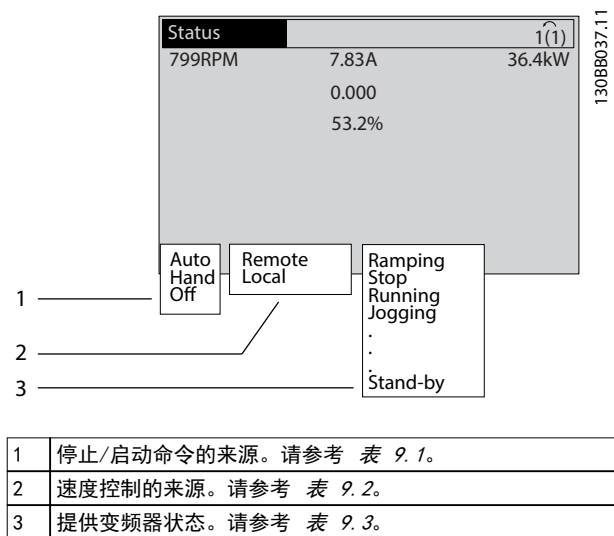 Status 1(1)
799RPM 7.83A 36.4kW
0.000
53.2%
130BB037.11
Auto
Hand
Off
Remote
Local
Ramping
Stop
Running
Jogging
.
.
.
Stand-by
1
2
3
1 停止/启动命令的来源。请参考 表 9.1。
2 速度控制的来源。请参考 表 9.2。
3 提供变频器状态。请参考 表 9.3。